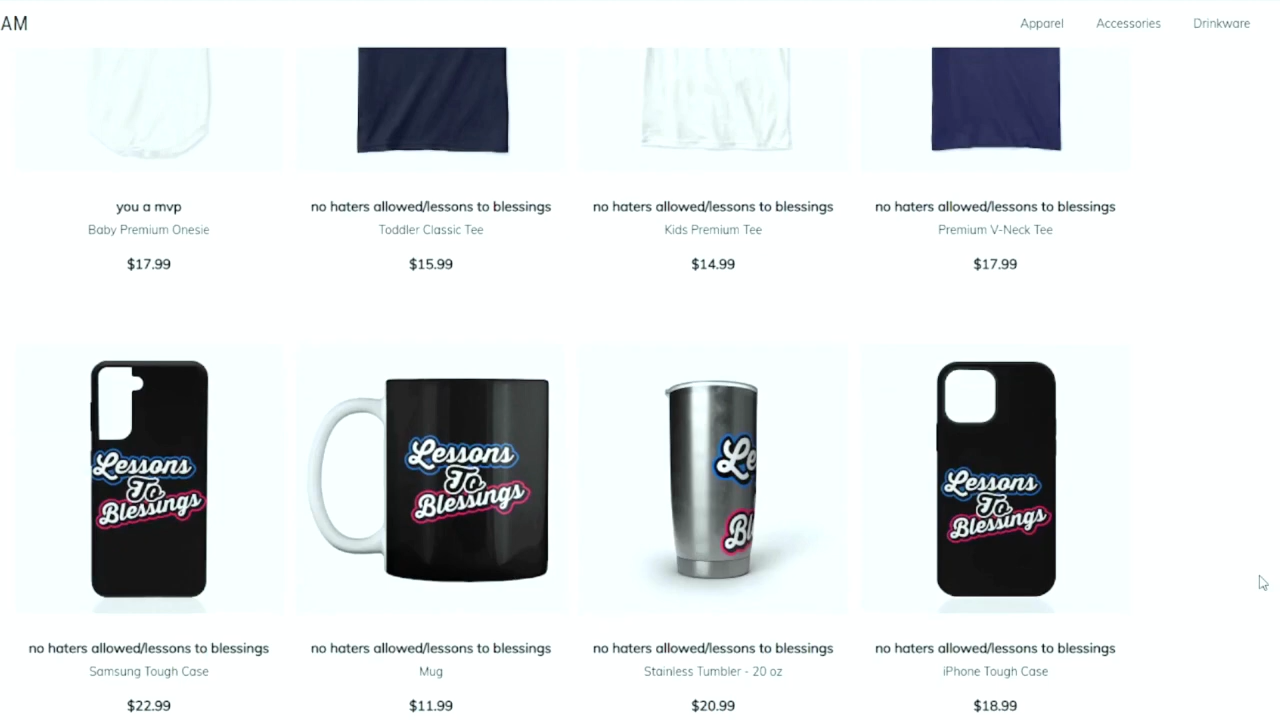 AM
Apparel Accessories Drinkware
you a mvp
Baby Premium Onesie
$17.99
no haters allowed/lessons to blessings
Toddler Classic Tee
$15.99
no haters allowed/lessons to blessings
Kids Premium Tee
$14.99
no haters allowed/lessons to blessings
Premium V-Neck Tee
$17.99
Lessons
To
Blessings
no haters allowed/lessons to blessings
Samsung Tough Case
$22.99
Lessons
To
Blessings
no haters allowed/lessons to blessings
Mug
$11.99
Le
Bl
no haters allowed/lessons to blessings
Stainless Tumbler - 20 oz
$20.99
Lessons
To
Blessings
no haters allowed/lessons to blessings
iPhone Tough Case
$18.99